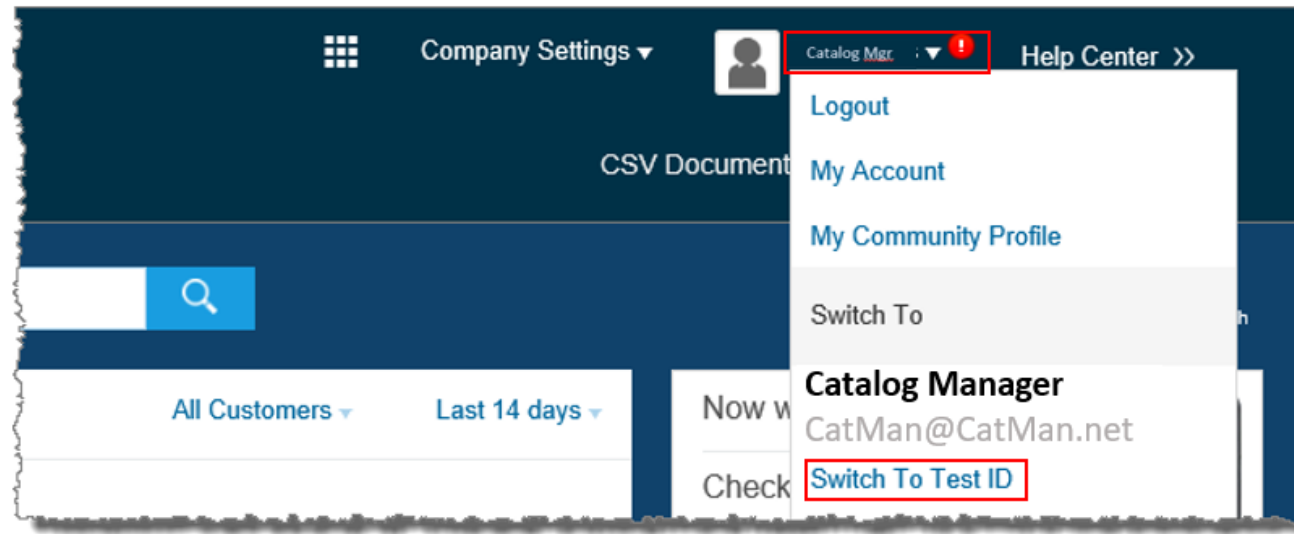 Company Settings
Catalog Mgr.
Help Center >>
CSV Document
Logout
My Account
My Community Profile
Switch To
h
Catalog Manager
CatMan@CatMan.net
Switch To Test ID
All Customers
Last 14 days
Now w
Check